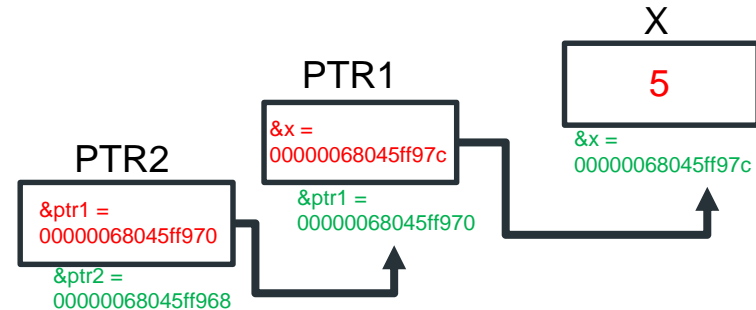 X
5
&x =
00000068045ff97c
PTR1
&x =
00000068045ff97c
&ptr1 =
00000068045ff970
PTR2
&ptr1 =
00000068045ff970
&ptr2 =
00000068045ff968